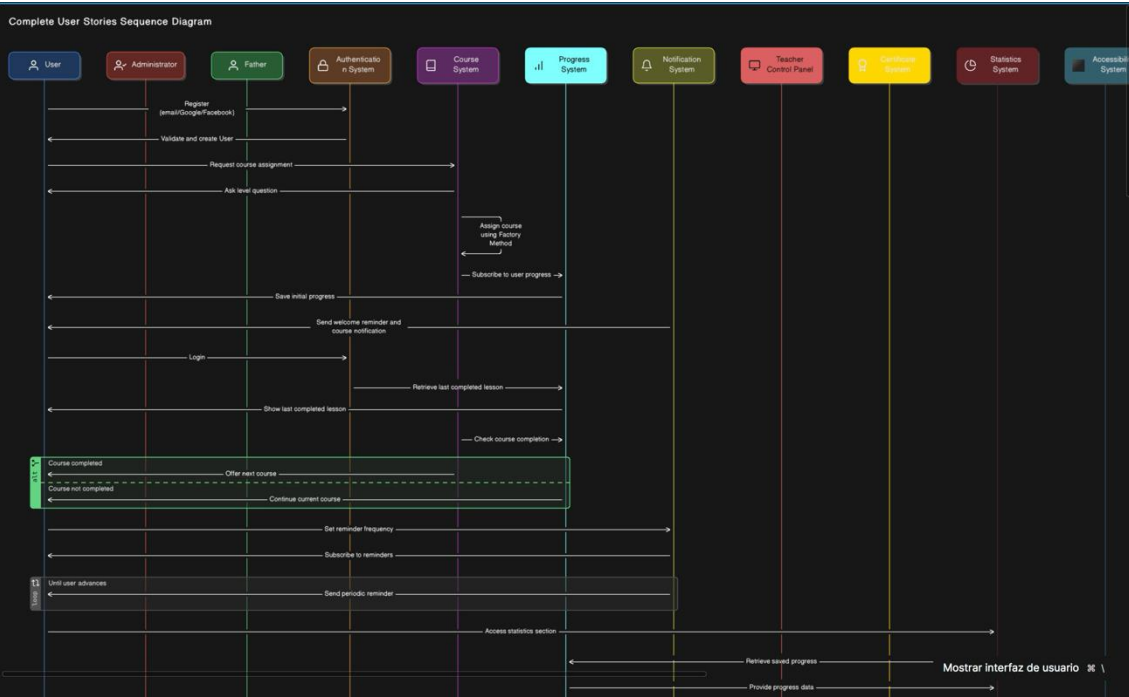 Complete User Stories Sequence Diagram
User
Administrator
Father
Authenticatio
n System
Course
System
Progress
System
Notification
System
Teacher
Control Panel
Certificate
System
Statistics
System
Accessibili
System
Register
(email/Google/Facebook)
Validate and create User
Request course assignment
Ask level question
Assign course
using Factory
Method
Subscribe to user progress
Save initial progress
Send welcome reminder and
course notification
Login
Retrieve last completed lesson
Show last completed lesson
Check course completion
alt
Course completed
Offer next course
Course not completed
Continue current course
Set reminder frequency
Subscribe to reminders
loop
Until user advances
Send periodic reminder
Access statistics section
Retrieve saved progress
Mostrar interfaz de usuario ⌘ \
Provide progress data